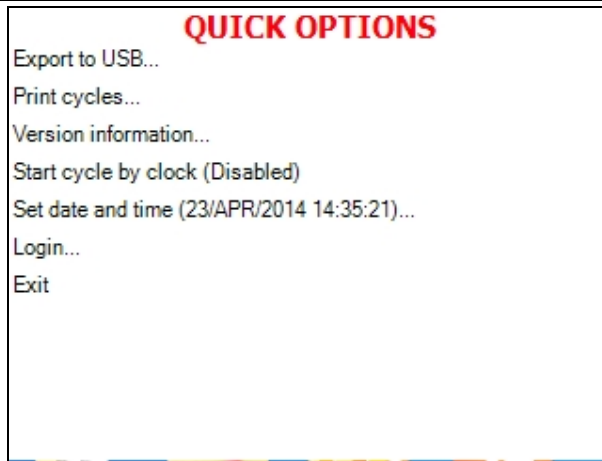 QUICK OPTIONS
Export to USB...
Print cycles...
Version information...
Start cycle by clock (Disabled)
Set date and time (23/APR/2014 14:35:21)...
Login...
Exit